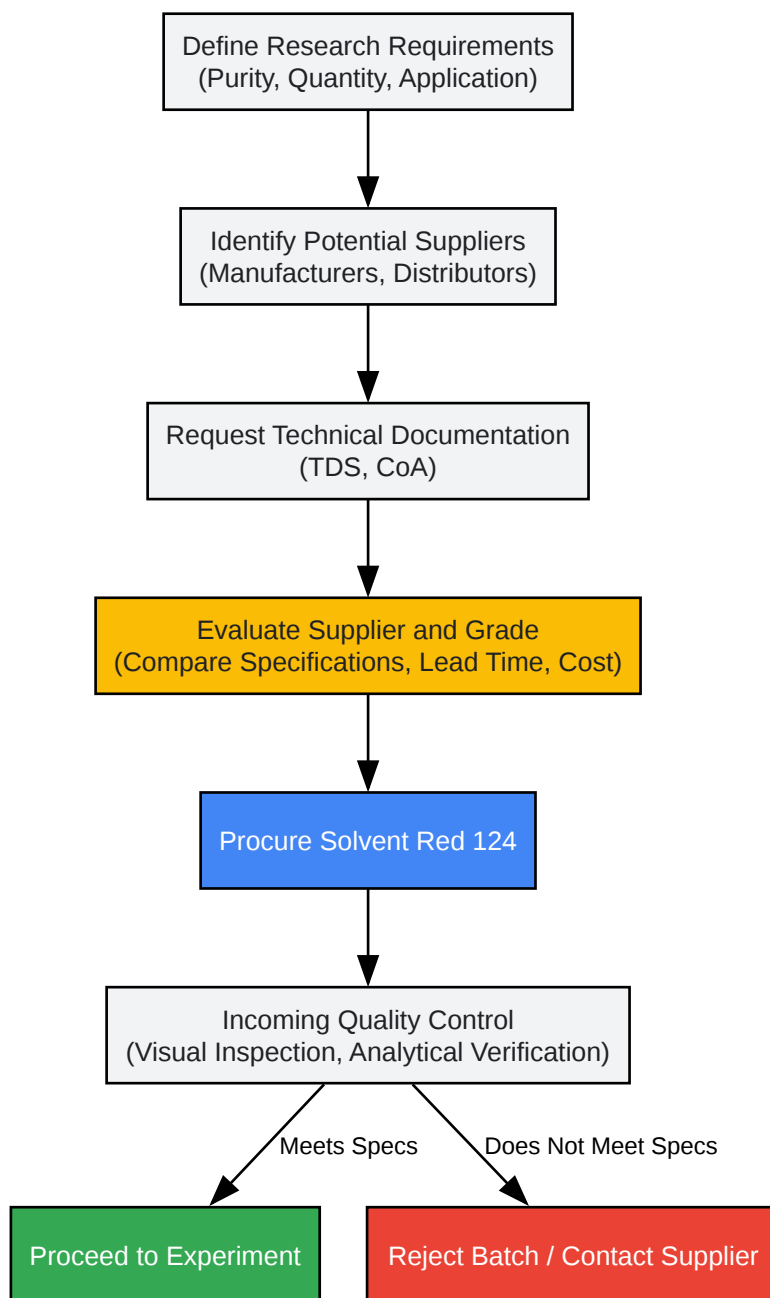 Define Research Requirements
(Purity, Quantity, Application)
Identify Potential Suppliers
(Manufacturers, Distributors)
Request Technical Documentation
(TDS, CoA)
Evaluate Supplier and Grade
(Compare Specifications, Lead Time, Cost)
Procure Solvent Red 124
Incoming Quality Control
(Visual Inspection, Analytical Verification)
Meets Specs
Does Not Meet Specs
Proceed to Experiment
Reject Batch / Contact Supplier